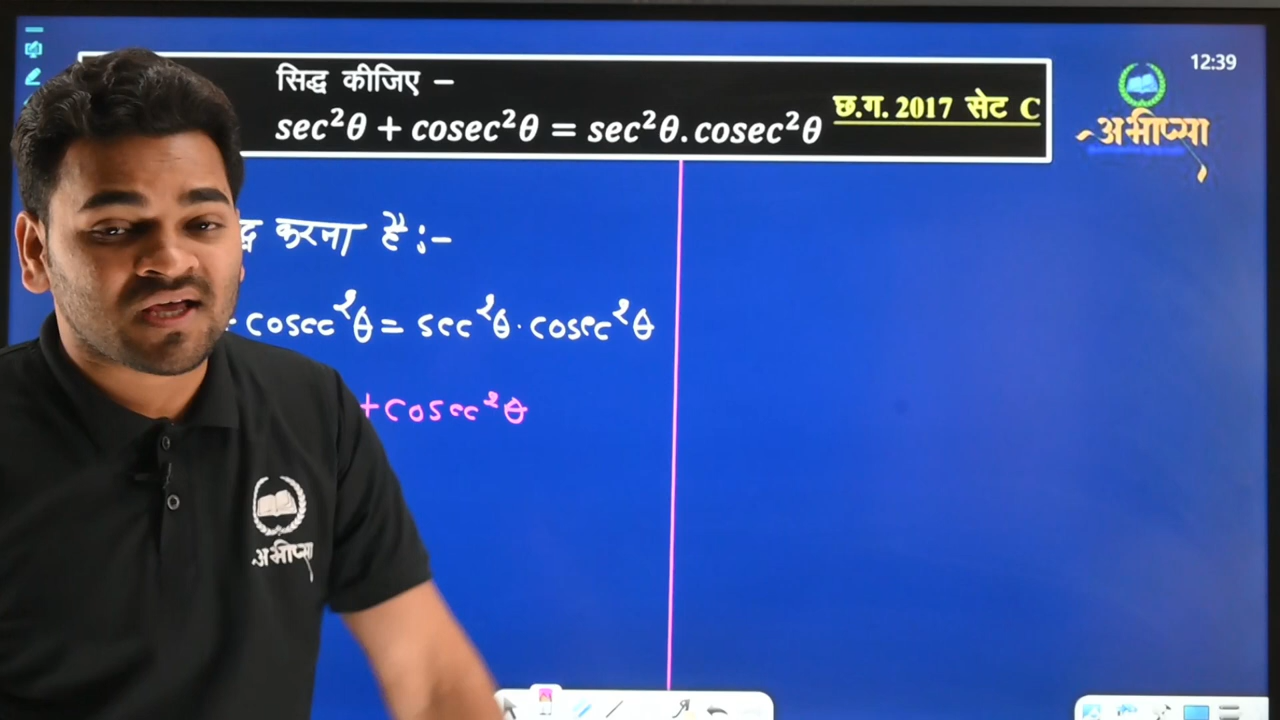 सिद्ध कीजिए –
sec²θ + cosec²θ = sec²θ.cosec²θ
छ.ग. 2017 सेट C
12:39
अभीप्सा
करना है :-
cosec²θ = sec²θ · cosec²θ
+ cosec²θ
अभीप्सा